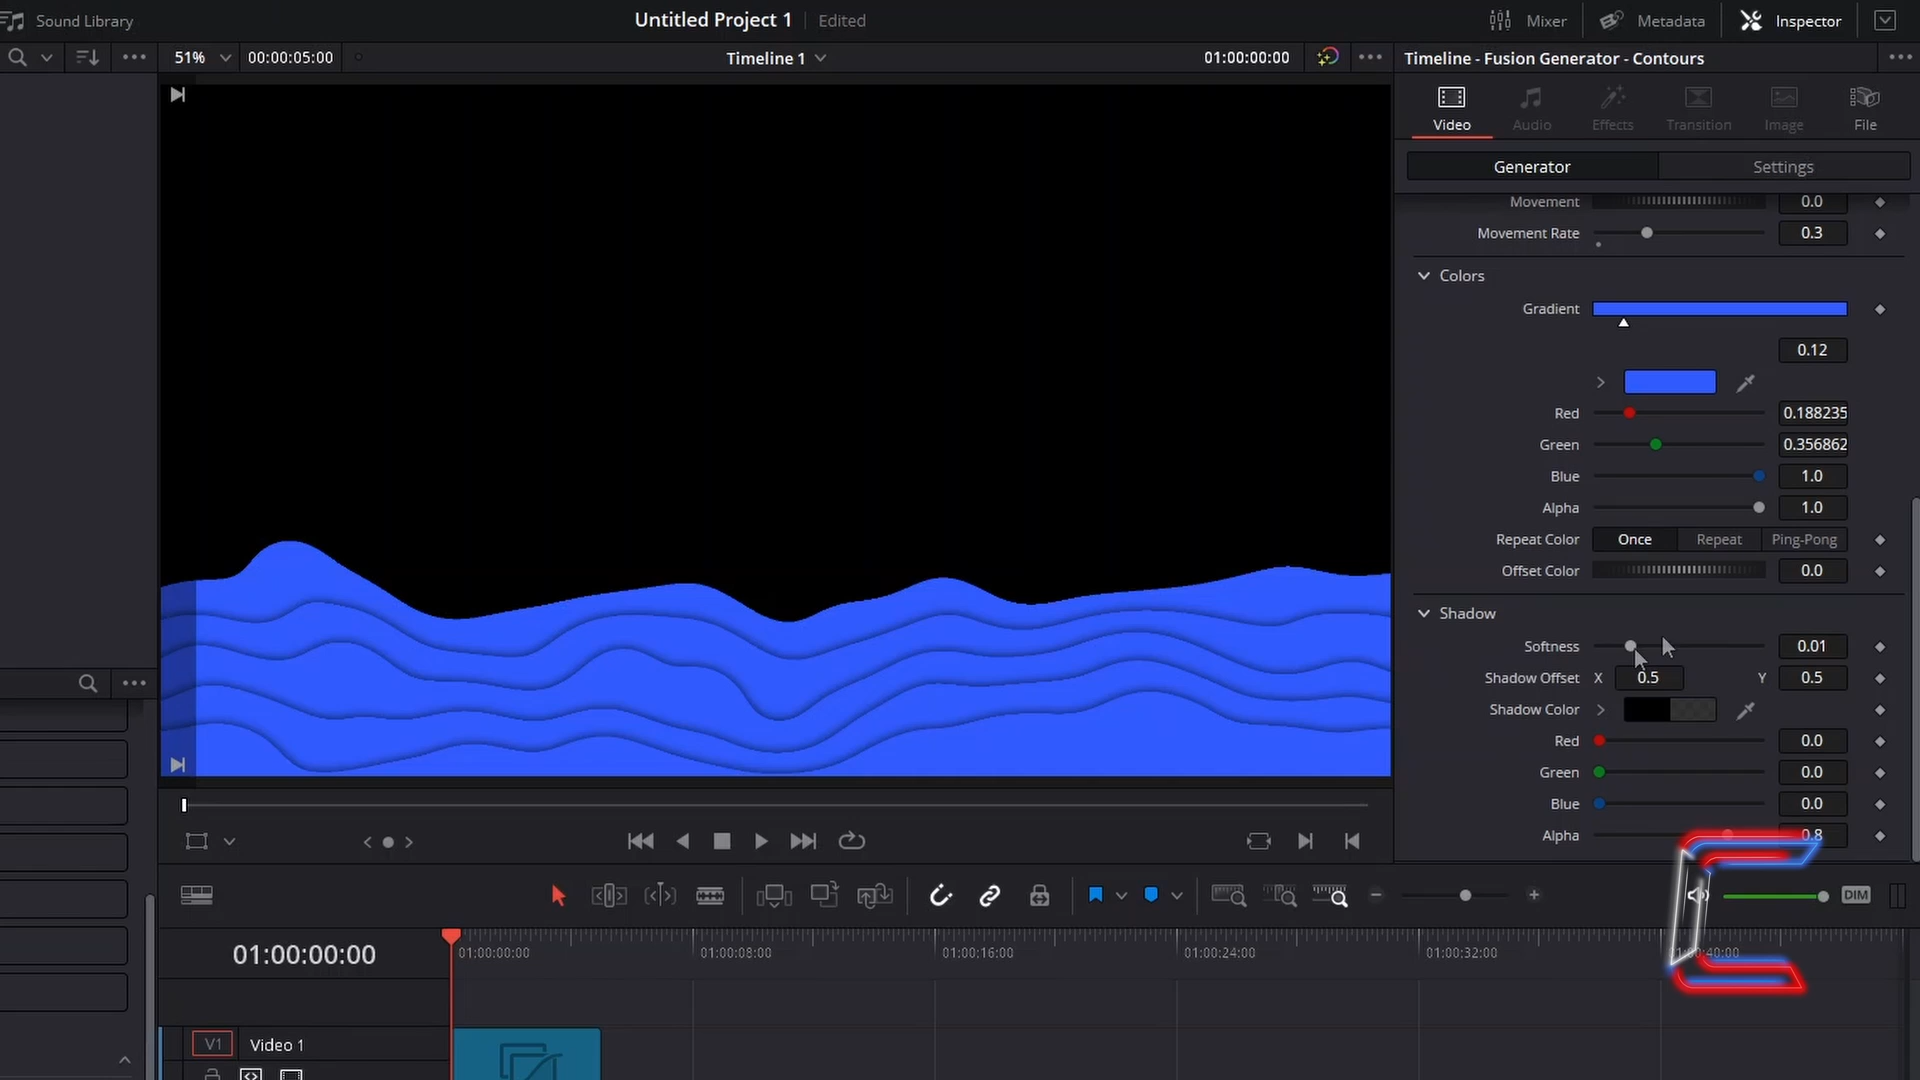 Sound Library
Untitled Project 1 Edited
Mixer Metadata Inspector
51% 00:00:05:00
Timeline 1
01:00:00:00
Timeline - Fusion Generator - Contours
Video Audio Effects Transition Image File
Generator Settings
Movement 0.0
Movement Rate 0.3
Colors
Gradient
0.12
Red 0.188235
Green 0.356862
Blue 1.0
Alpha 1.0
Repeat Color Once Repeat Ping-Pong
Offset Color 0.0
Shadow
Softness 0.01
Shadow Offset X 0.5 Y 0.5
Shadow Color
Red 0.0
Green 0.0
Blue 0.0
Alpha 0.8
DIM
01:00:00:00
01:00:00:00 01:00:08:00 01:00:16:00 01:00:24:00 01:00:32:00 01:00:40:00
V1 Video 1